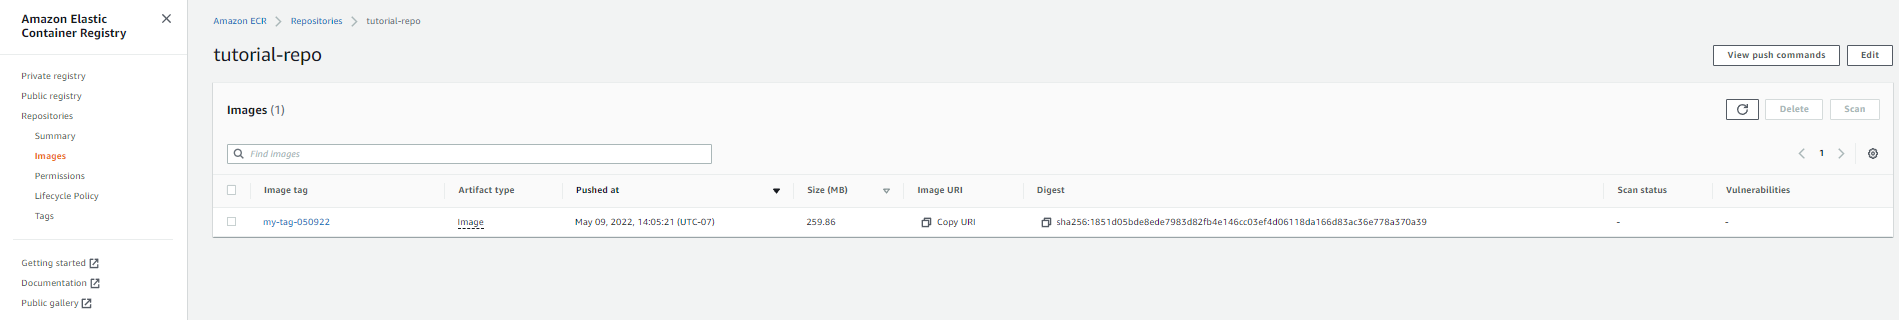 Amazon Elastic
Container Registry
Private registry
Public registry
Repositories
Summary
Images
Permissions
Lifecycle Policy
Tags
Getting started
Documentation
Public gallery
Amazon ECR Repositories tutorial-repo
tutorial-repo
View push commands Edit
Images (1)
Delete Scan
Find images
1
Image tag Artifact type Pushed at Size (MB) Image URI Digest Scan status Vulnerabilities
my-tag-050922 Image May 09, 2022, 14:05:21 (UTC-07) 259.86 Copy URI sha256:1851d05bde8ede7983d82fb4e146cc03ef4d06118da166d83ac36e778a370a39 - -